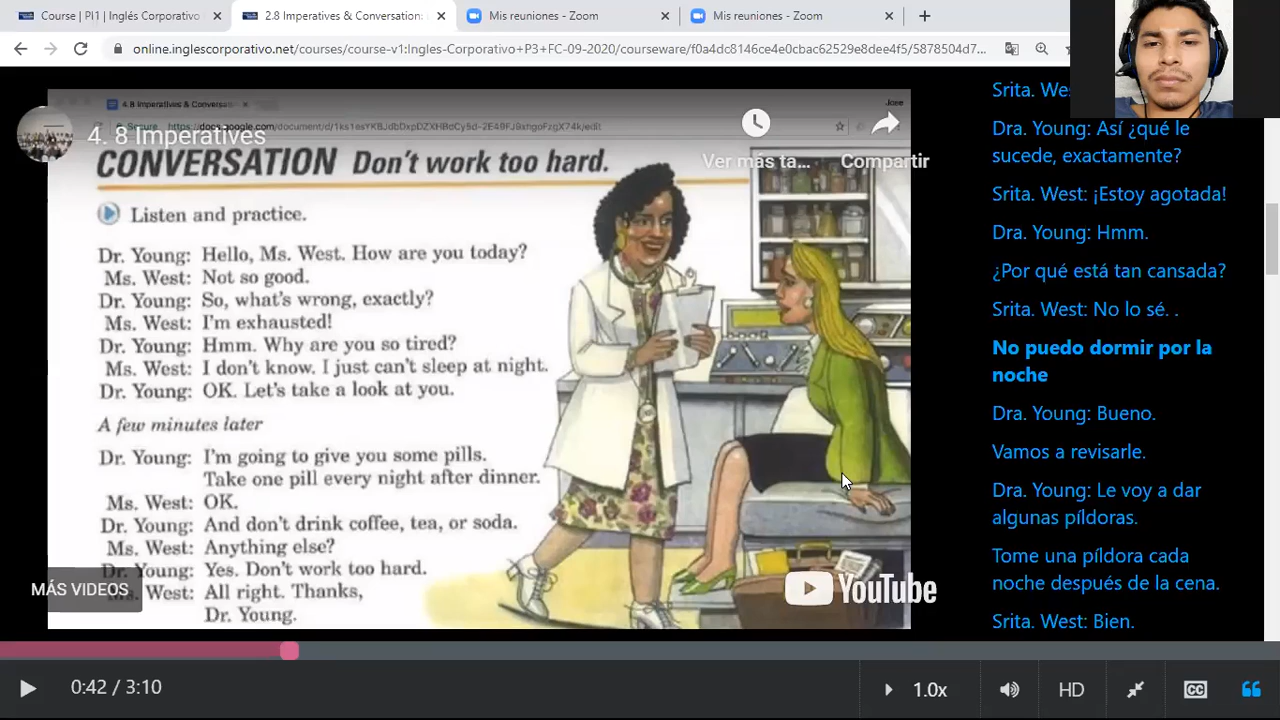 Course | Pi1 | Inglés Corporativo
2.8 Imperatives & Conversation:
Mis reuniones - Zoom
Mis reuniones - Zoom
online.inglescorporativo.net/courses/course-v1:Ingles-Corporativo+P3+FC-09-2020/courseware/f0a4dc8146ce4e0cbac62529e8dee4f5/5878504d7...
4.8 Imperatives & Conversati
Jose
4. 8 Imperatives
Ver más ta...
Compartir
CONVERSATION Don't work too hard.
Listen and practice.
Dr. Young: Hello, Ms. West. How are you today?
Ms. West: Not so good.
Dr. Young: So, what's wrong, exactly?
Ms. West: I'm exhausted!
Dr. Young: Hmm. Why are you so tired?
Ms. West: I don't know. I just can't sleep at night.
Dr. Young: OK. Let's take a look at you.
A few minutes later
Dr. Young: I'm going to give you some pills.
Take one pill every night after dinner.
Ms. West: OK.
Dr. Young: And don't drink coffee, tea, or soda.
Ms. West: Anything else?
Dr. Young: Yes. Don't work too hard.
Ms. West: All right. Thanks,
Dr. Young.
MÁS VIDEOS
YouTube
Srita. Wes
Dra. Young: Así ¿qué le
sucede, exactamente?
Srita. West: ¡Estoy agotada!
Dra. Young: Hmm.
¿Por qué está tan cansada?
Srita. West: No lo sé. .
No puedo dormir por la
noche
Dra. Young: Bueno.
Vamos a revisarle.
Dra. Young: Le voy a dar
algunas píldoras.
Tome una píldora cada
noche después de la cena.
Srita. West: Bien.
0:42 / 3:10
1.0x
HD
CC